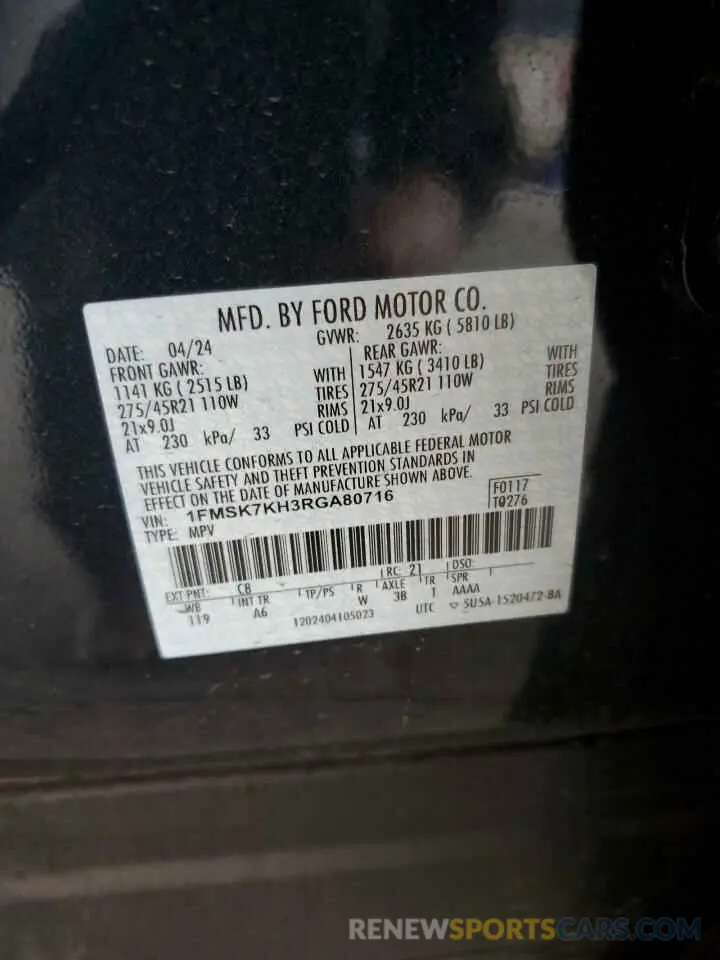 MFD. BY FORD MOTOR CO.
DATE: 04/24 GVWR: 2635 KG ( 5810 LB)
FRONT GAWR: REAR GAWR:
1141 KG ( 2515 LB) WITH 1547 KG ( 3410 LB) WITH
275/45R21 110W TIRES 275/45R21 110W TIRES
21x9.0J RIMS 21x9.0J RIMS
AT 230 kPa/ 33 PSI COLD AT 230 kPa/ 33 PSI COLD
THIS VEHICLE CONFORMS TO ALL APPLICABLE FEDERAL MOTOR
VEHICLE SAFETY AND THEFT PREVENTION STANDARDS IN
EFFECT ON THE DATE OF MANUFACTURE SHOWN ABOVE.
VIN: 1FMSK7KH3RGA80716 F0117
TYPE: MPV T0276
EXT PNT: CB RC: 21 DSO:
WB INT TR TP/PS R AXLE TR SPR
119 A6 W 3B 1 AAAA
1202404105023 UTC ▽ 5U5A-1520472-BA
RENEWSPORTSCARS.COM